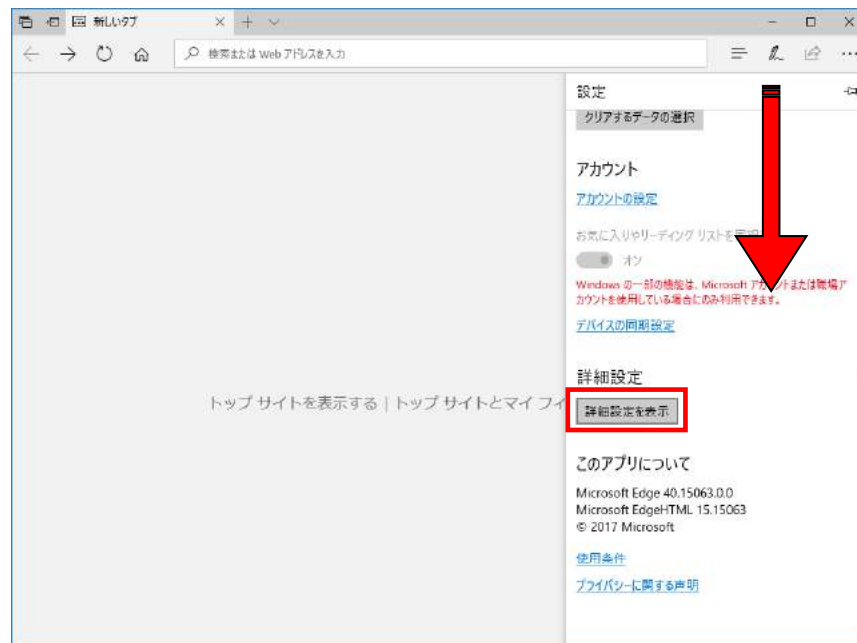 新しいタブ
検索または Web アドレスを入力
設定
クリアするデータの選択
アカウント
アカウントの設定
お気に入りやリーディング リストを
オン
Windows の一部の機能は、Microsoft アカウントまたは職場ア
カウントを使用している場合にのみ利用できます。
デバイスの同期設定
詳細設定
トップ サイトを表示する | トップ サイトとマイ フィ
詳細設定を表示
このアプリについて
Microsoft Edge 40.15063.0.0
Microsoft EdgeHTML 15.15063
© 2017 Microsoft
使用条件
プライバシーに関する声明